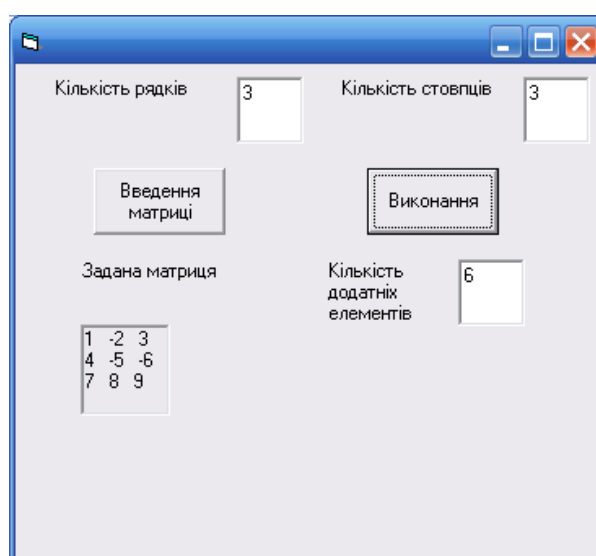 Кількість рядків 3 Кількість стовпців 3
Введення
матриці
Виконання
Задана матриця
Кількість
додатніх
елементів
6
1 -2 3
4 -5 -6
7 8 9